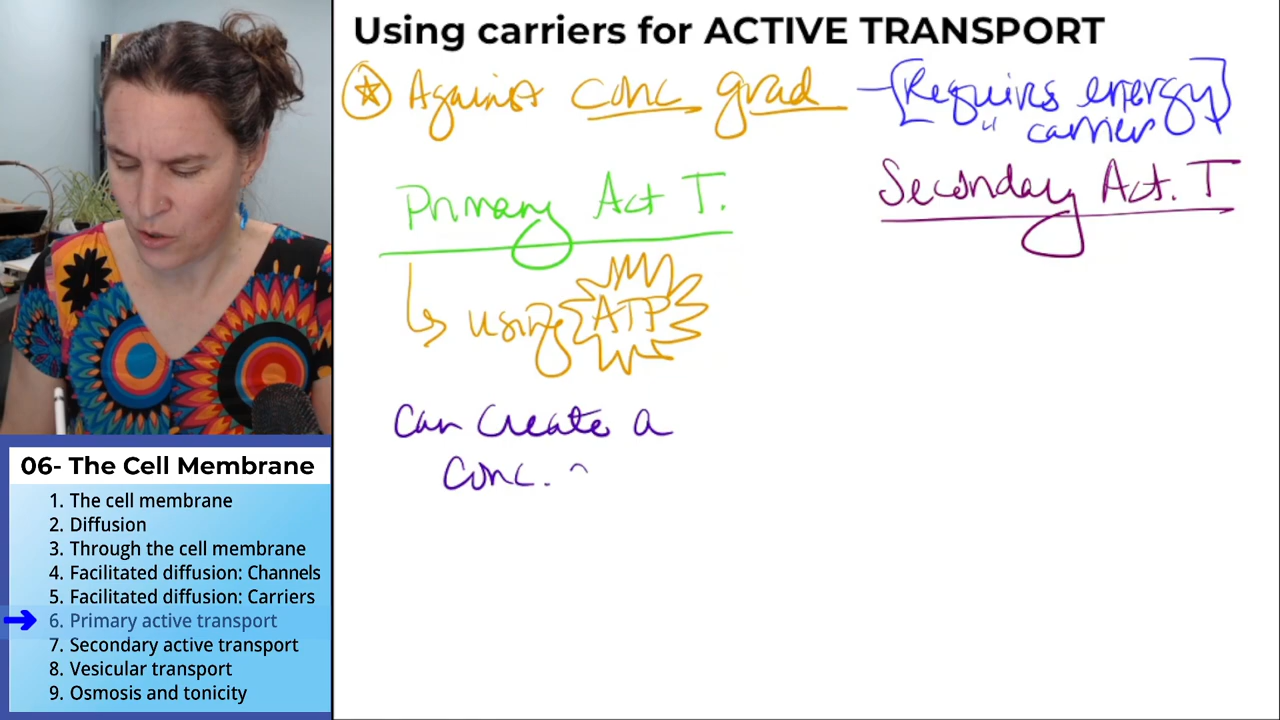 Using carriers for ACTIVE TRANSPORT
Against conc grad
Requires energy
" carrier
Primary Act T.
Seconday Act. T
using ATP
Can create a
Conc.
06- The Cell Membrane
1. The cell membrane
2. Diffusion
3. Through the cell membrane
4. Facilitated diffusion: Channels
5. Facilitated diffusion: Carriers
6. Primary active transport
7. Secondary active transport
8. Vesicular transport
9. Osmosis and tonicity